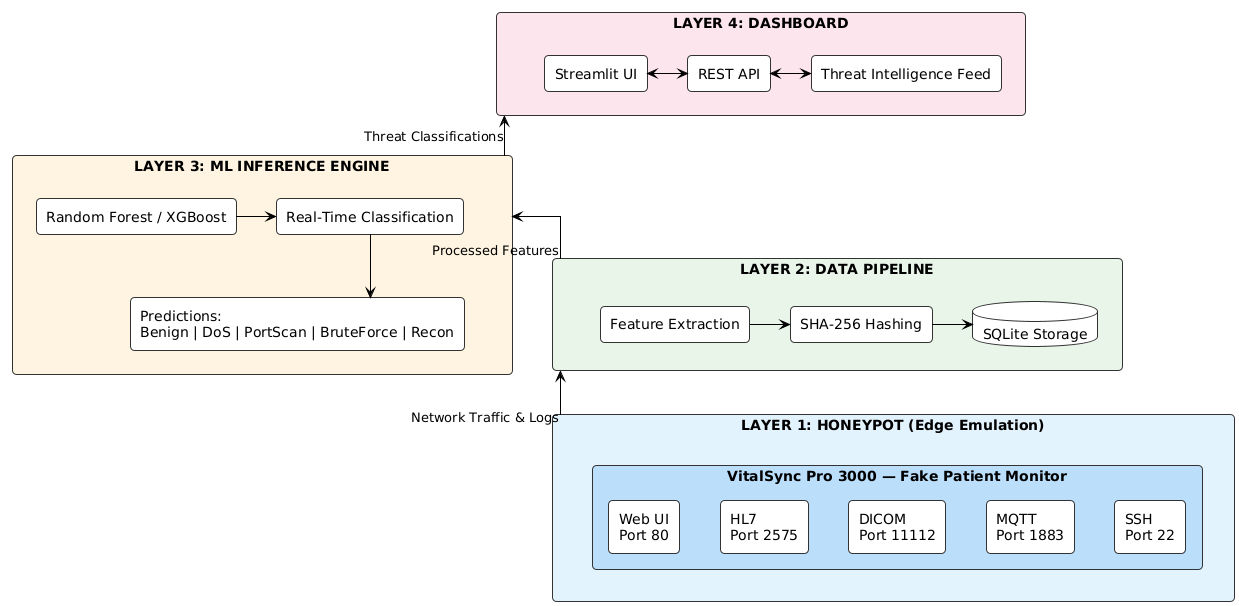 LAYER 4: DASHBOARD
Streamlit UI
REST API
Threat Intelligence Feed
Threat Classifications
LAYER 3: ML INFERENCE ENGINE
Random Forest / XGBoost
Real-Time Classification
Predictions:
Benign | DoS | PortScan | BruteForce | Recon
Processed Features
LAYER 2: DATA PIPELINE
Feature Extraction
SHA-256 Hashing
SQLite Storage
Network Traffic & Logs
LAYER 1: HONEYPOT (Edge Emulation)
VitalSync Pro 3000 — Fake Patient Monitor
Web UI
Port 80
HL7
Port 2575
DICOM
Port 11112
MQTT
Port 1883
SSH
Port 22